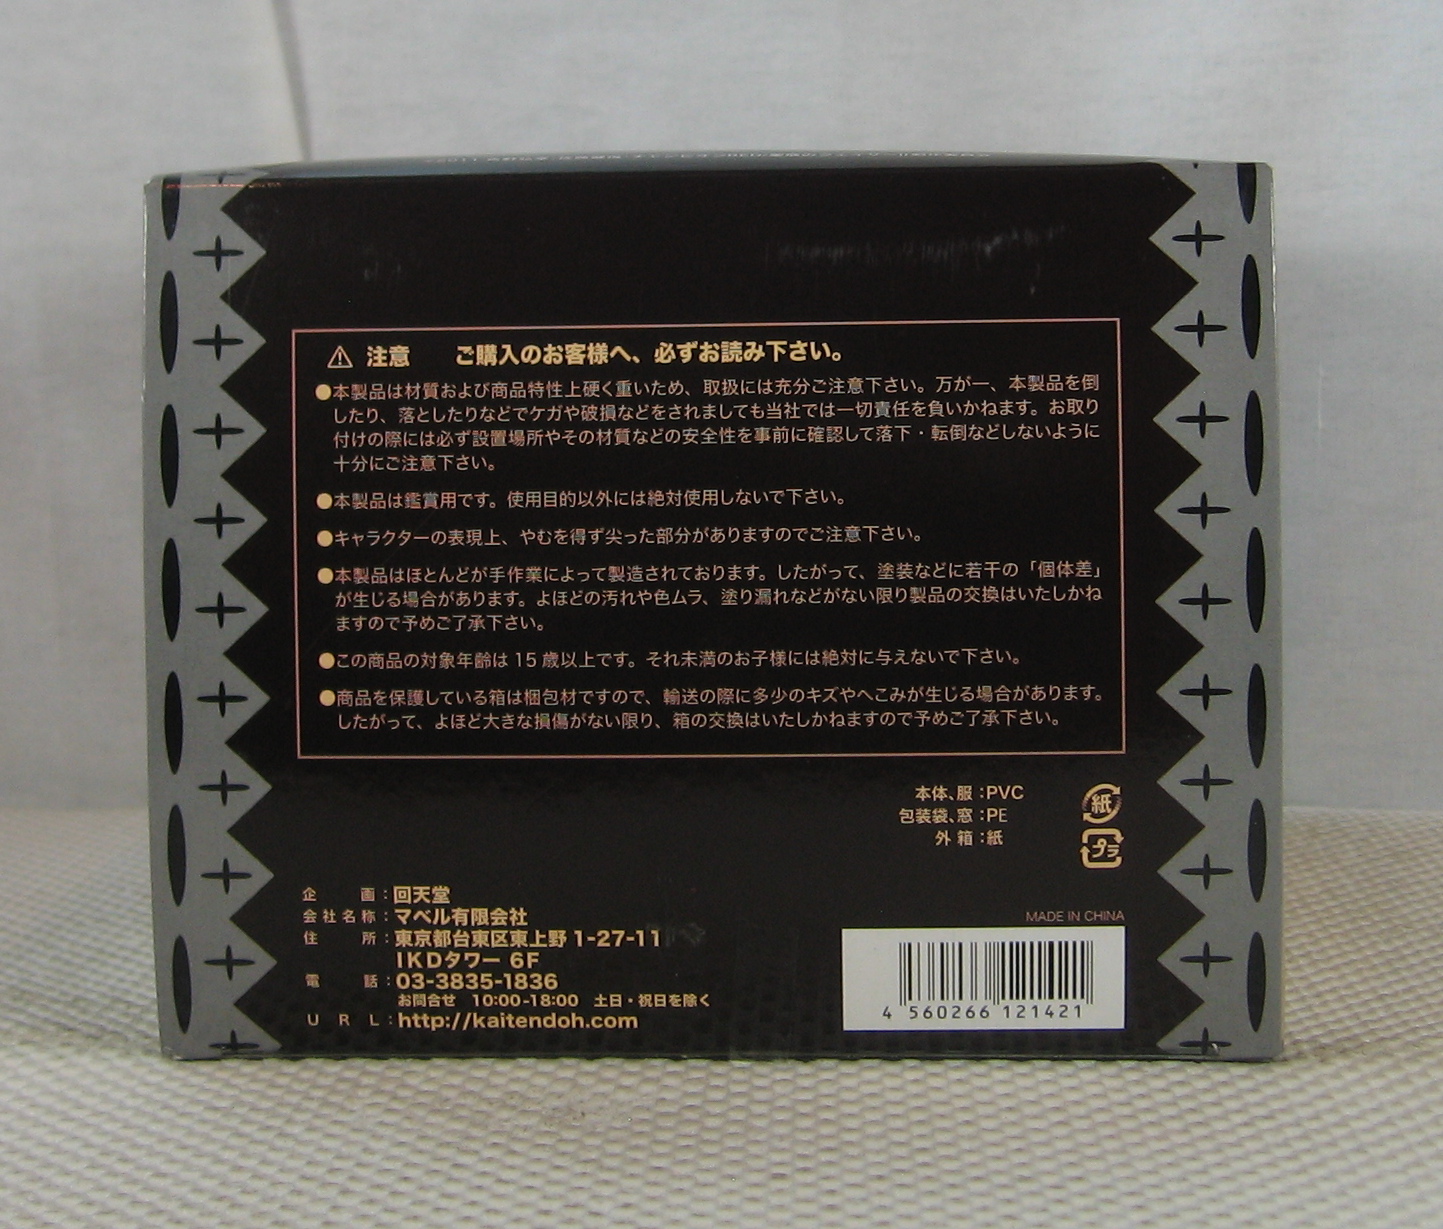 ⚠ 注意　ご購入のお客様へ、必ずお読み下さい。
●本製品は材質および商品特性上硬く重いため、取扱には充分ご注意下さい。万が一、本製品を倒
したり、落としたりなどでケガや破損などをされましても当社では一切責任を負いかねます。お取り
付けの際には必ず設置場所やその材質などの安全性を事前に確認して落下・転倒などしないように
十分にご注意下さい。
●本製品は鑑賞用です。使用目的以外には絶対使用しないで下さい。
●キャラクターの表現上、やむを得ず尖った部分がありますのでご注意下さい。
●本製品はほとんどが手作業によって製造されております。したがって、塗装などに若干の「個体差」
が生じる場合があります。よほどの汚れや色ムラ、塗り漏れなどがない限り製品の交換はいたしかね
ますので予めご了承下さい。
●この商品の対象年齢は 15 歳以上です。それ未満のお子様には絶対に与えないで下さい。
●商品を保護している箱は梱包材ですので、輸送の際に多少のキズやへこみが生じる場合があります。
したがって、よほど大きな損傷がない限り、箱の交換はいたしかねますので予めご了承下さい。
本体、服：PVC
包装袋、窓：PE
外箱：紙
紙
プラ
企画：回天堂
会社名称：マベル有限会社
住所：東京都台東区東上野 1-27-11
IKDタワー 6F
電話：03-3835-1836
お問合せ　10:00-18:00　土日・祝日を除く
URL：http://kaitendoh.com
MADE IN CHINA
4 560266 121421